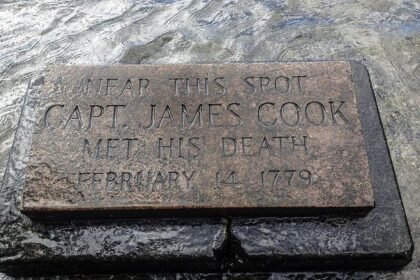 NEAR THIS SPOT
CAPT. JAMES COOK
MET HIS DEATH
FEBRUARY 14, 1779